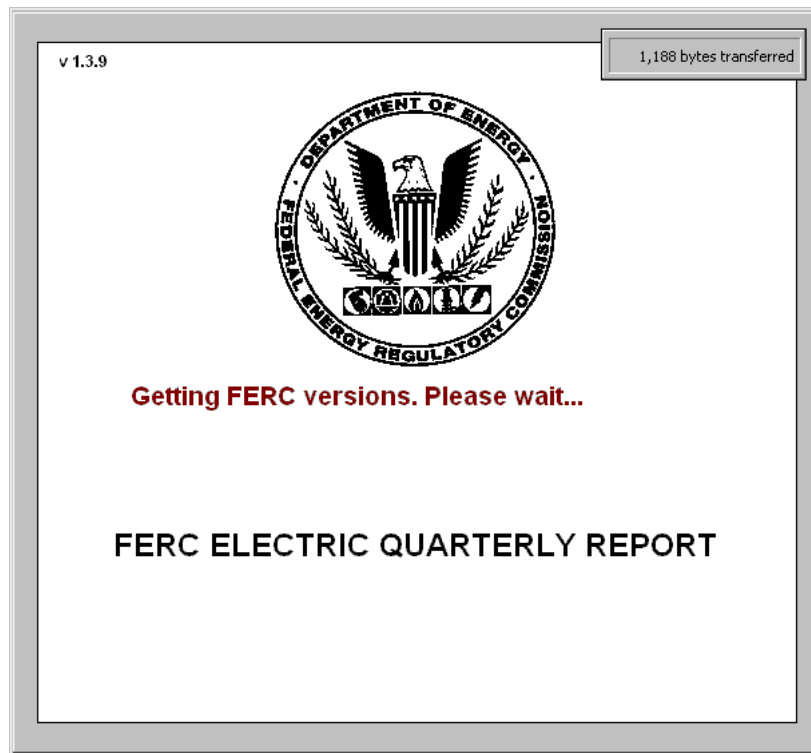 v 1.3.9
1,188 bytes transferred
· DEPARTMENT OF ENERGY ·
FEDERAL ENERGY REGULATORY COMMISSION
Getting FERC versions. Please wait...
FERC ELECTRIC QUARTERLY REPORT